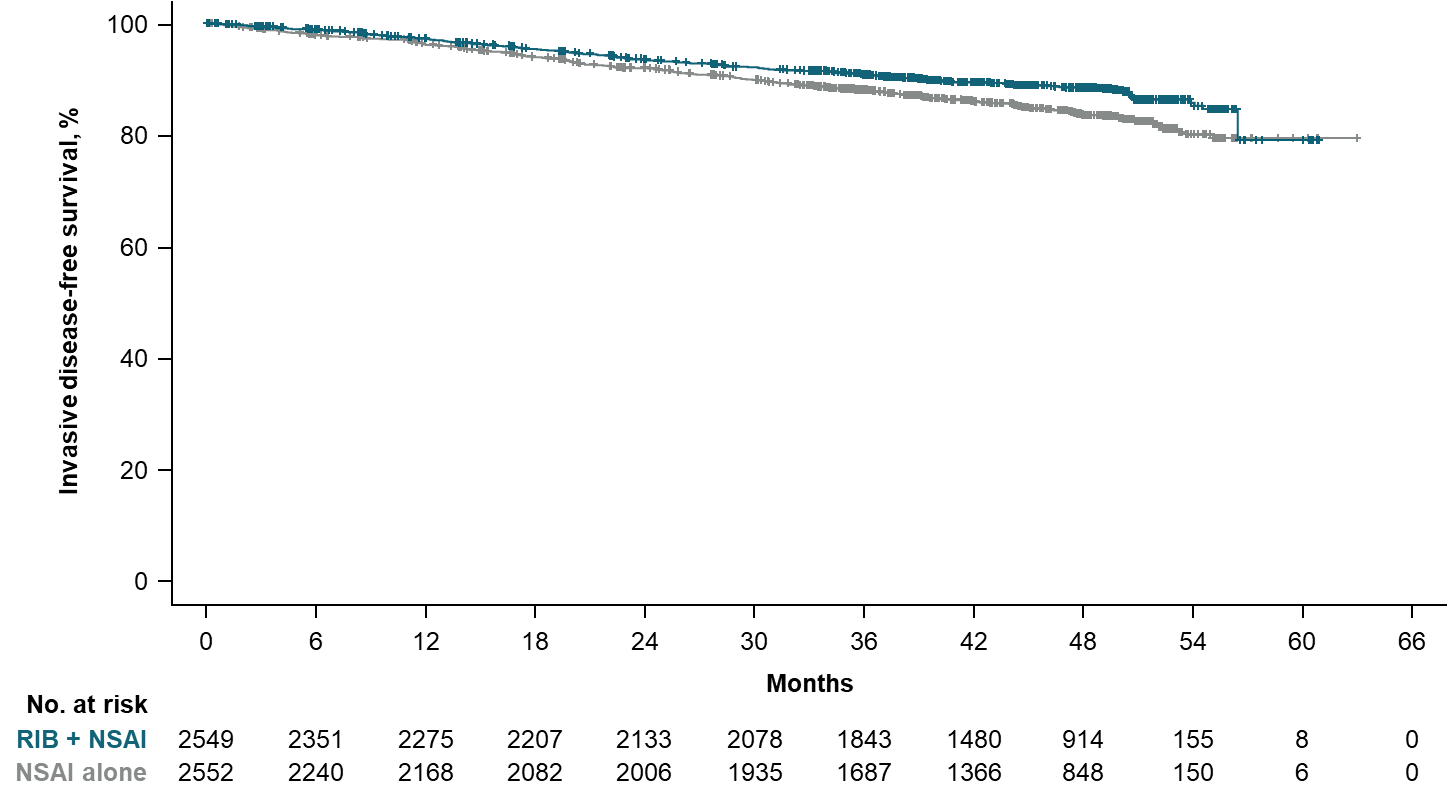 Invasive disease-free survival, %
100
80
60
40
20
0
0 6 12 18 24 30 36 42 48 54 60 66
Months
No. at risk
RIB + NSAI 2549 2351 2275 2207 2133 2078 1843 1480 914 155 8 0
NSAI alone 2552 2240 2168 2082 2006 1935 1687 1366 848 150 6 0